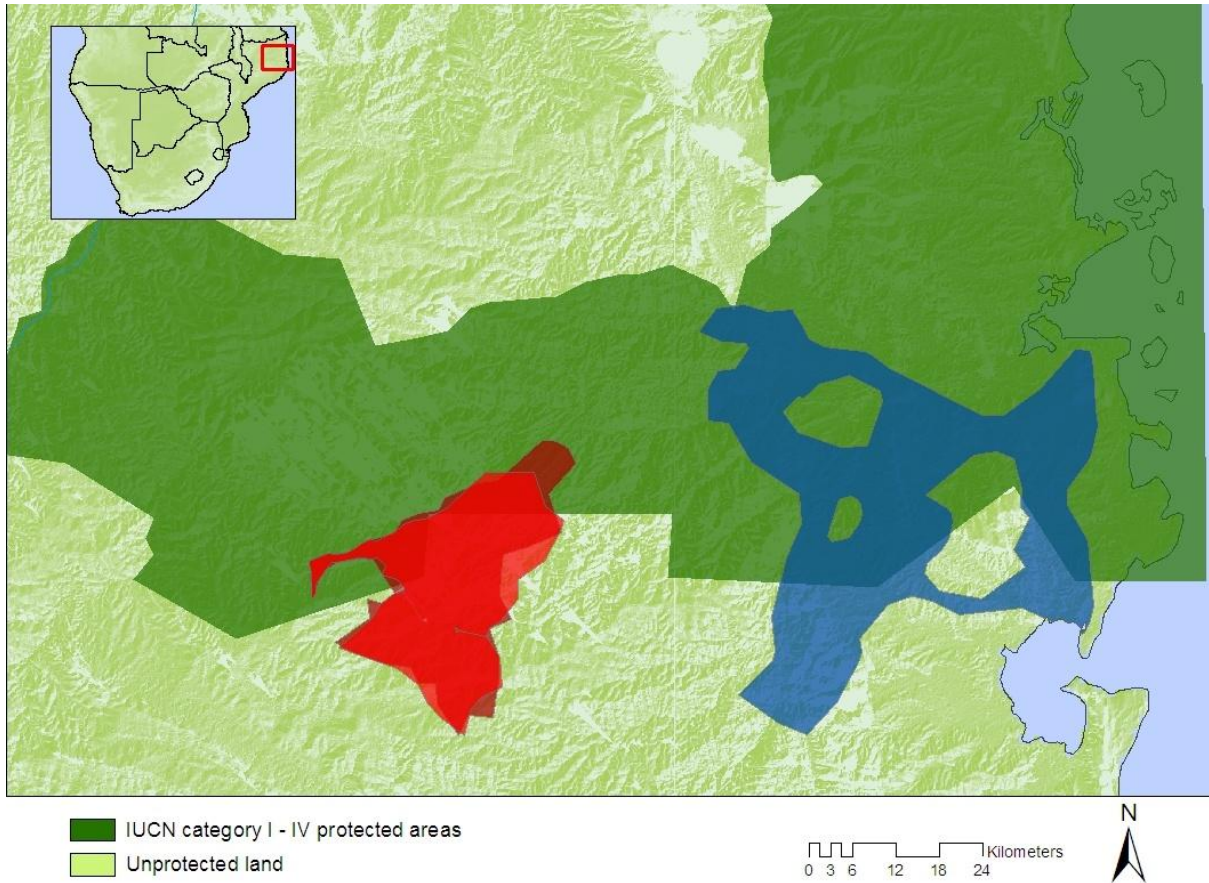 IUCN category I - IV protected areas
Unprotected land
Kilometers
0 3 6 12 18 24
N